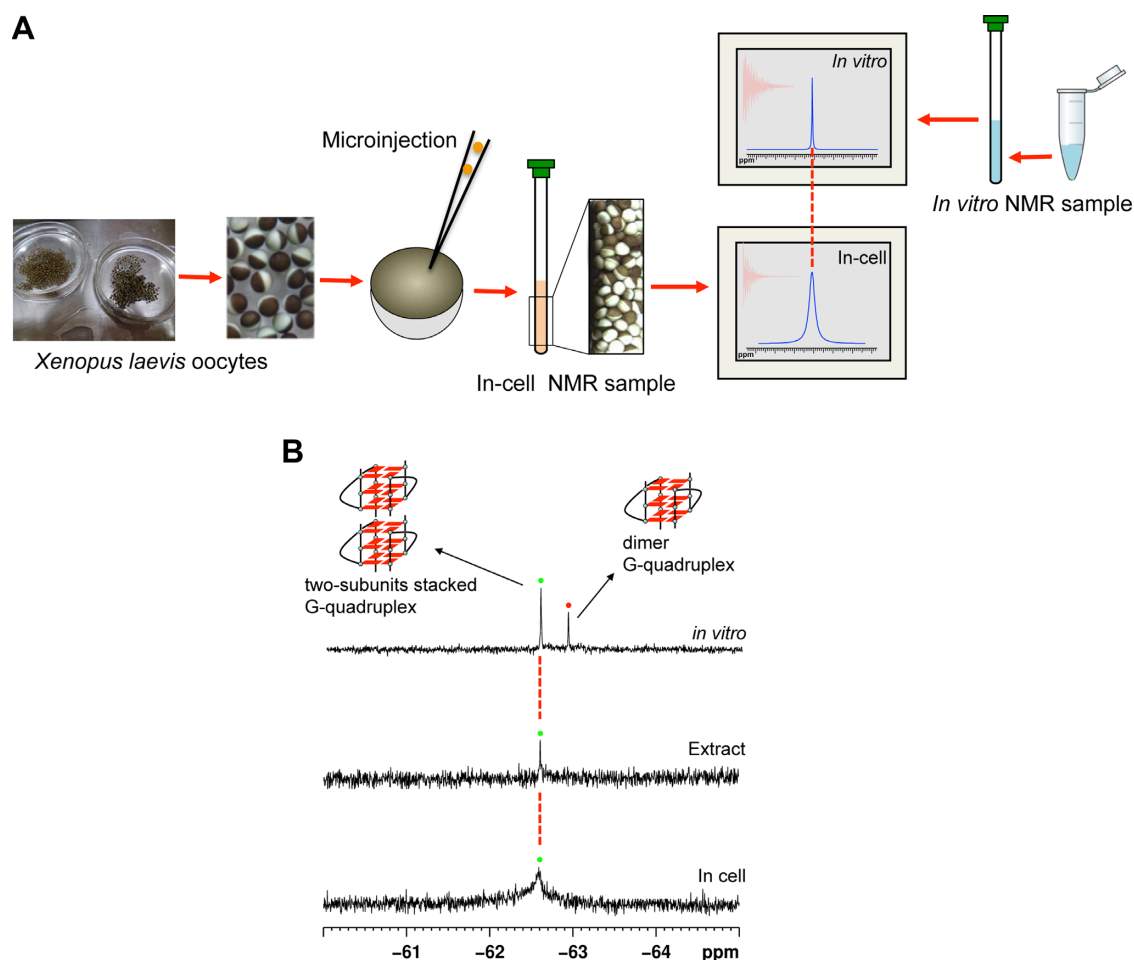 A
Microinjection
In vitro
ppm
In vitro NMR sample
In-cell
ppm
Xenopus laevis oocytes
In-cell NMR sample
B
two-subunits stacked
G-quadruplex
dimer
G-quadruplex
in vitro
Extract
In cell
−61 −62 −63 −64 ppm